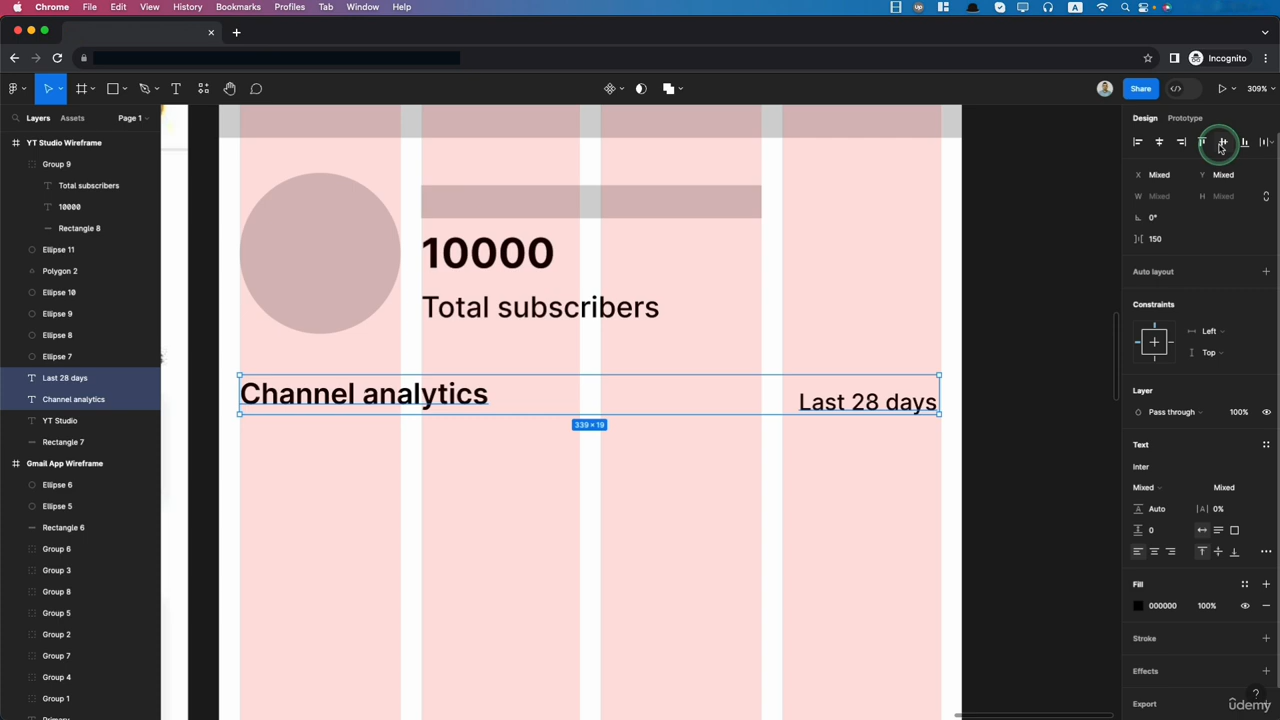 Chrome File Edit View History Bookmarks Profiles Tab Window Help
Incognito
Share
309%
Layers Assets Page 1
Design Prototype
YT Studio Wireframe
Group 9
Total subscribers
10000
Rectangle 8
Ellipse 11
Polygon 2
Ellipse 10
Ellipse 9
Ellipse 8
Ellipse 7
Last 28 days
Channel analytics
YT Studio
Rectangle 7
Gmail App Wireframe
Ellipse 6
Ellipse 5
Rectangle 6
Group 6
Group 3
Group 8
Group 5
Group 2
Group 7
Group 4
Group 1
Primary
10000
Total subscribers
Channel analytics
Last 28 days
339 × 19
X Mixed Y Mixed
W Mixed H Mixed
0°
150
Auto layout
Constraints
Left
Top
Layer
Pass through 100%
Text
Inter
Mixed Mixed
Auto 0%
0
Fill
000000 100%
Stroke
Effects
Export
?
udemy